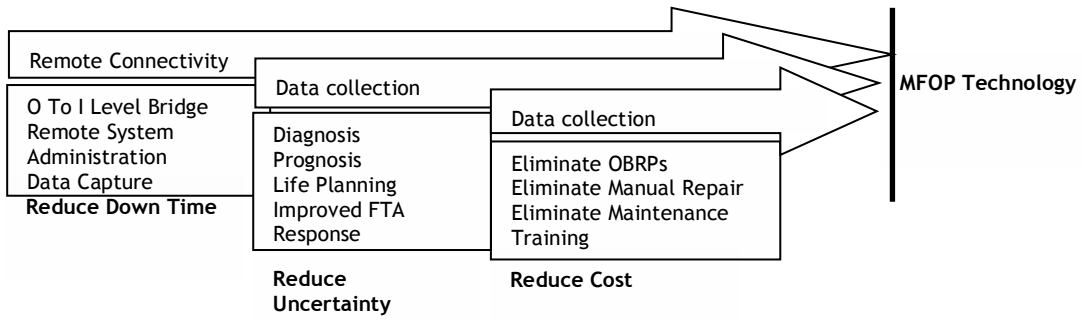 Remote Connectivity
O To I Level Bridge
Remote System
Administration
Data Capture
Reduce Down Time
Data collection
Diagnosis
Prognosis
Life Planning
Improved FTA
Response
Reduce
Uncertainty
Data collection
Eliminate OBRPs
Eliminate Manual Repair
Eliminate Maintenance
Training
Reduce Cost
MFOP Technology